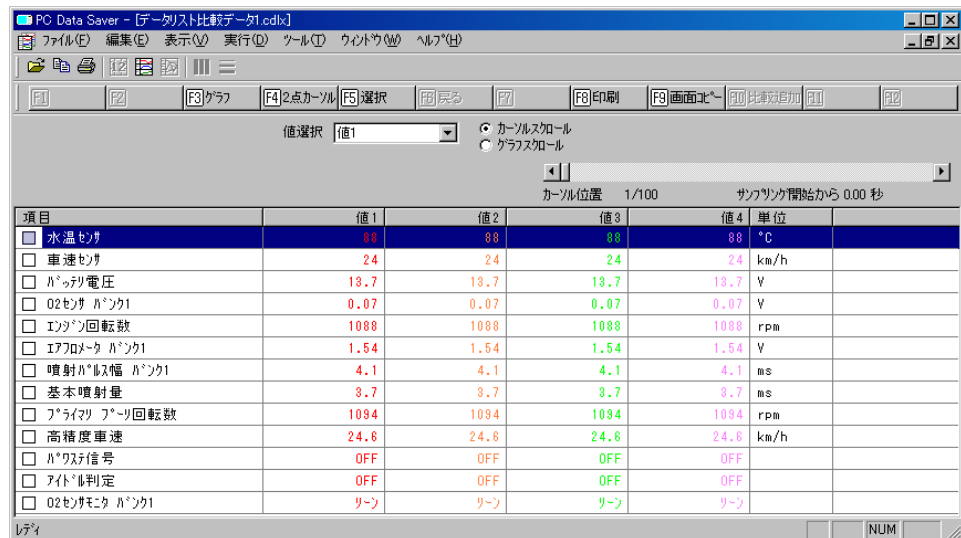 PC Data Saver - [データリスト比較データ1.cdlx]
ファイル(F) 編集(E) 表示(V) 実行(D) ツール(T) ウィンドウ(W) ヘルプ(H)
F1 F2 F3 グラフ F4 2点カーソル F5 選択 F6 戻る F7 F8 印刷 F9 画面コピー F10 比較追加 F11 F12
値選択 値1 カーソルスクロール
グラフスクロール
カーソル位置 1/100 サンプリング開始から 0.00 秒
項目 値1 値2 値3 値4 単位
水温センサ 88 88 88 88 °C
車速センサ 24 24 24 24 km/h
バッテリ電圧 13.7 13.7 13.7 13.7 V
O2センサ バンク1 0.07 0.07 0.07 0.07 V
エンジン回転数 1088 1088 1088 1088 rpm
エアフロメータ バンク1 1.54 1.54 1.54 1.54 V
噴射パルス幅 バンク1 4.1 4.1 4.1 4.1 ms
基本噴射量 3.7 3.7 3.7 3.7 ms
プライマリ プーリ回転数 1094 1094 1094 1094 rpm
高精度車速 24.6 24.6 24.6 24.6 km/h
パワステ信号 OFF OFF OFF OFF
アイドル判定 OFF OFF OFF OFF
O2センサモニタ バンク1 リーン リーン リーン リーン
レディ NUM